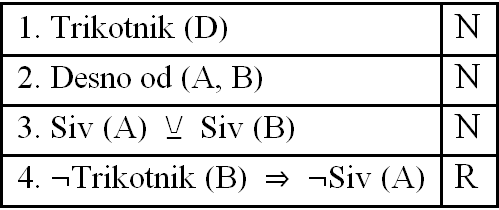 1. Trikotnik (D) N
2. Desno od (A, B) N
3. Siv (A) ⊻ Siv (B) N
4. ¬Trikotnik (B) ⇒ ¬Siv (A) R